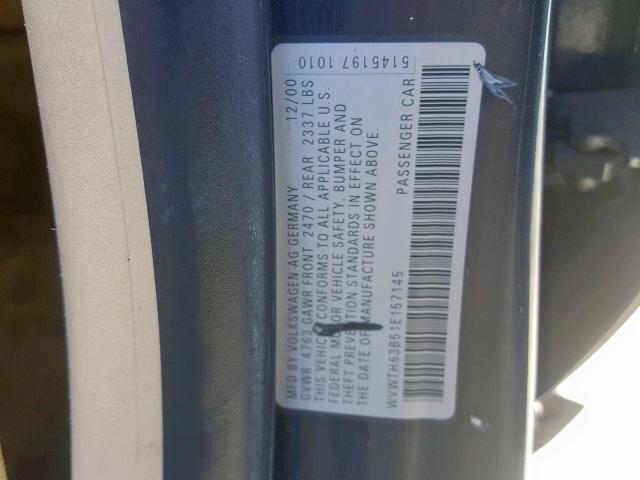 5145197 1010
MFD BY VOLKSWAGEN AG GERMANY 12/00
GVWR 4763 GAWR FRONT 2470 / REAR 2337 LBS
THIS VEHICLE CONFORMS TO ALL APPLICABLE U.S.
FEDERAL MOTOR VEHICLE SAFETY, BUMPER AND
THEFT PREVENTION STANDARDS IN EFFECT ON
THE DATE OF MANUFACTURE SHOWN ABOVE.
WVWTH63B51E157145 PASSENGER CAR